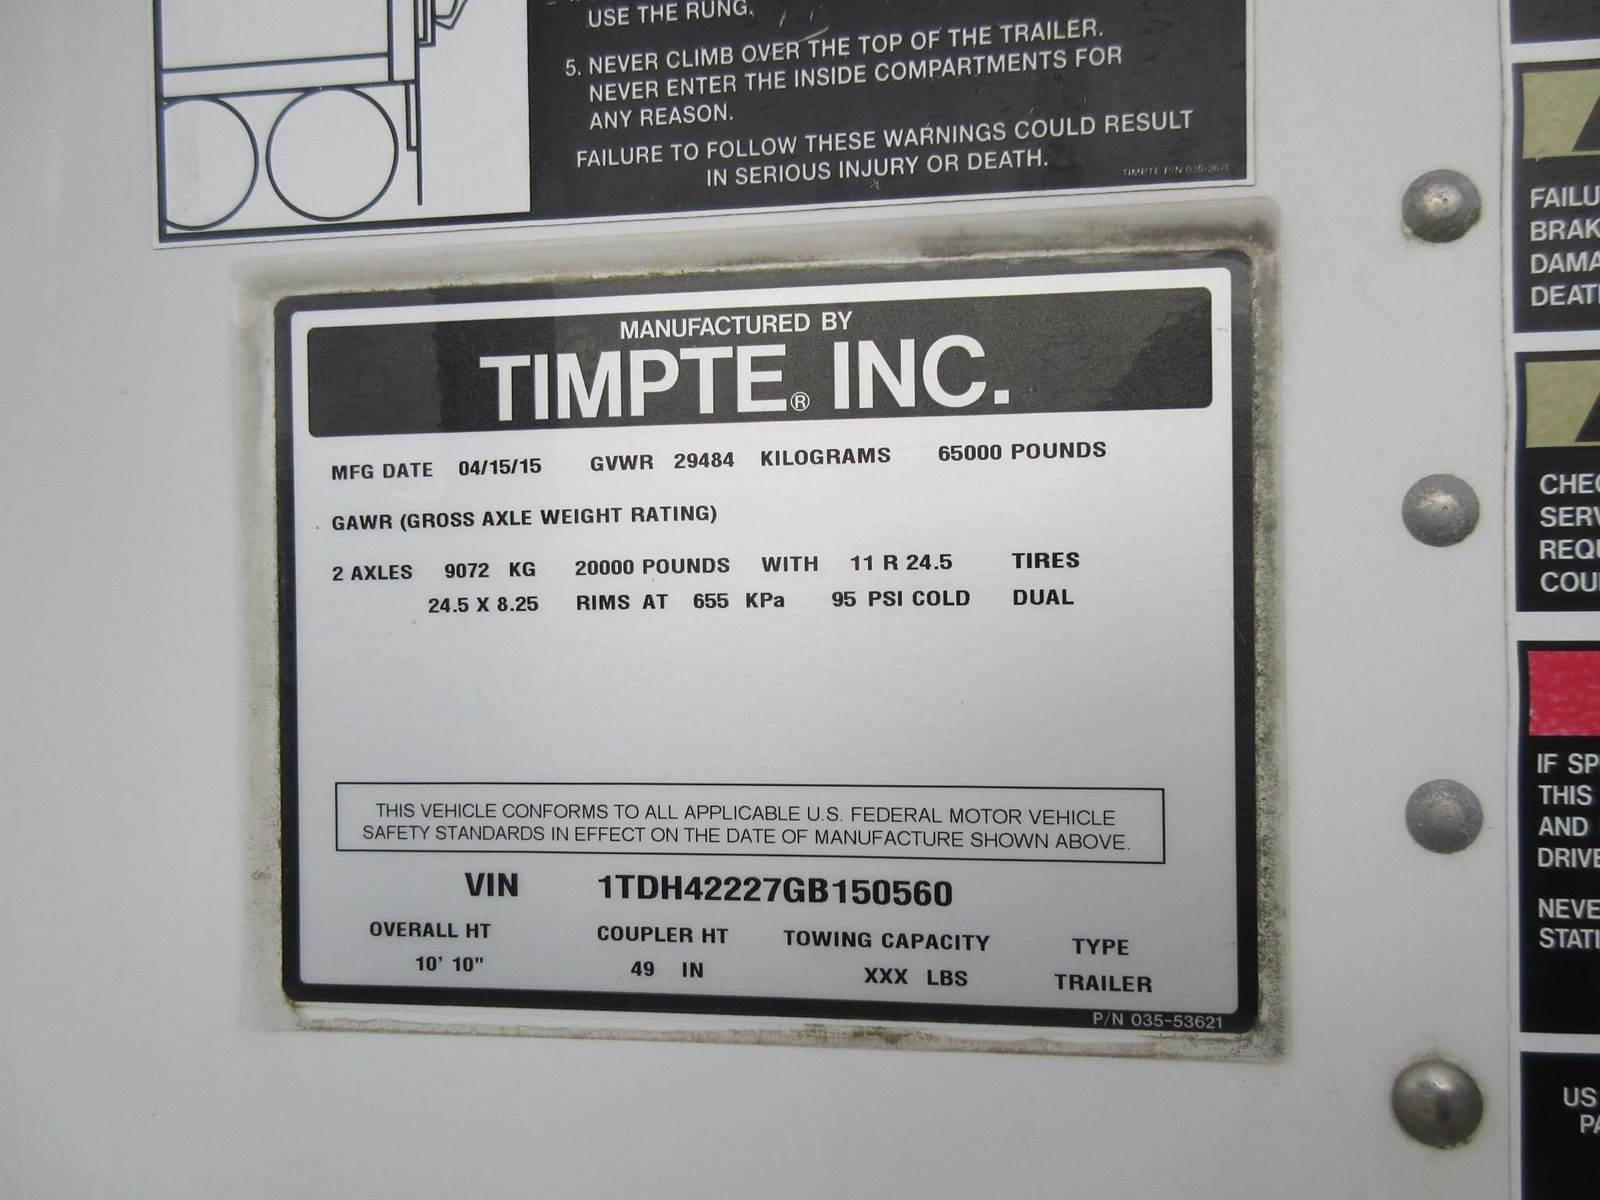 USE THE RUNG.
5. NEVER CLIMB OVER THE TOP OF THE TRAILER.
NEVER ENTER THE INSIDE COMPARTMENTS FOR
ANY REASON.
FAILURE TO FOLLOW THESE WARNINGS COULD RESULT
IN SERIOUS INJURY OR DEATH.
TIMPTE P/N
MANUFACTURED BY
TIMPTE® INC.
MFG DATE 04/15/15 GVWR 29484 KILOGRAMS 65000 POUNDS
GAWR (GROSS AXLE WEIGHT RATING)
2 AXLES 9072 KG 20000 POUNDS WITH 11 R 24.5 TIRES
24.5 X 8.25 RIMS AT 655 KPa 95 PSI COLD DUAL
THIS VEHICLE CONFORMS TO ALL APPLICABLE U.S. FEDERAL MOTOR VEHICLE
SAFETY STANDARDS IN EFFECT ON THE DATE OF MANUFACTURE SHOWN ABOVE.
VIN 1TDH42227GB150560
OVERALL HT COUPLER HT TOWING CAPACITY TYPE
10' 10" 49 IN XXX LBS TRAILER
P/N 035-53621
FAILU
BRAK
DAMA
DEAT
CHEC
SERV
REQU
COU
IF SP
THIS
AND
DRIVE
NEVE
STATI
US
PA